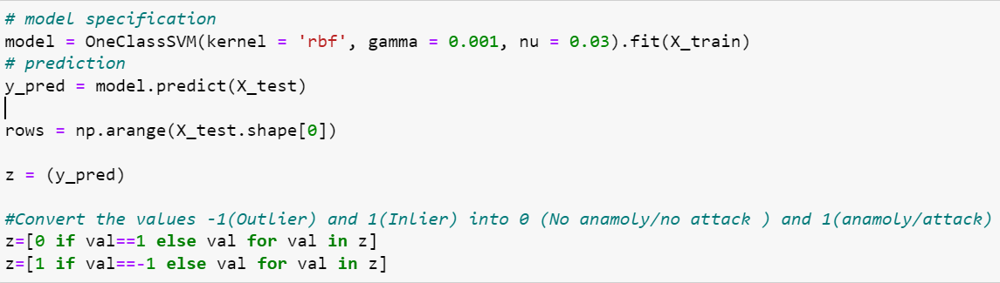 # model specification
model = OneClassSVM(kernel = 'rbf', gamma = 0.001, nu = 0.03).fit(X_train)
# prediction
y_pred = model.predict(X_test)
rows = np.arange(X_test.shape[0])
z = (y_pred)
#Convert the values -1(Outlier) and 1(Inlier) into 0 (No anamoly/no attack ) and 1(anamoly/attack)
z=[0 if val==1 else val for val in z]
z=[1 if val==-1 else val for val in z]